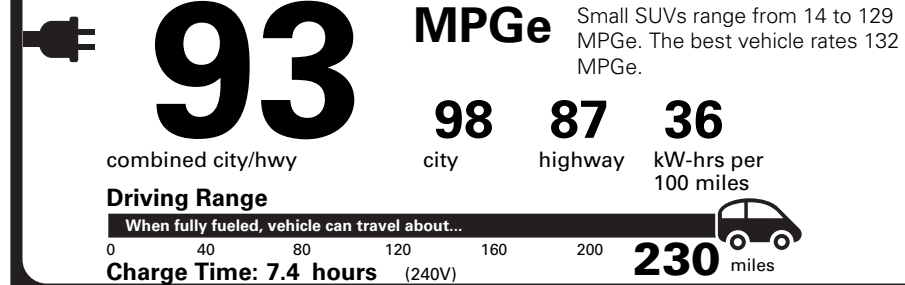 93
MPGe
Small SUVs range from 14 to 129
MPGe. The best vehicle rates 132
MPGe.
98 87 36
combined city/hwy city highway kW-hrs per
100 miles
Driving Range
When fully fueled, vehicle can travel about...
0 40 80 120 160 200 230 miles
Charge Time: 7.4 hours (240V)